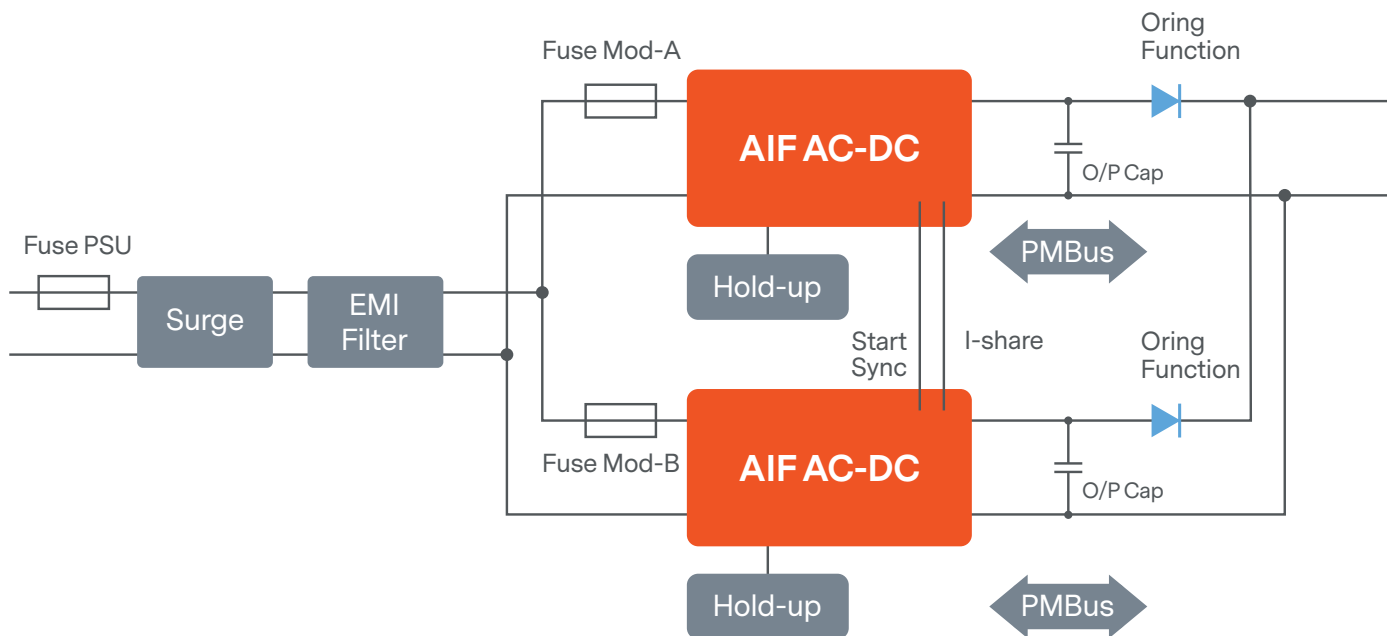 Oring
Function
Fuse Mod-A
AIF AC-DC
O/P Cap
Fuse PSU
PMBus
Hold-up
EMI
Filter
Surge
Start
Sync
I-share
Oring
Function
Fuse Mod-B
AIF AC-DC
O/P Cap
Hold-up
PMBus